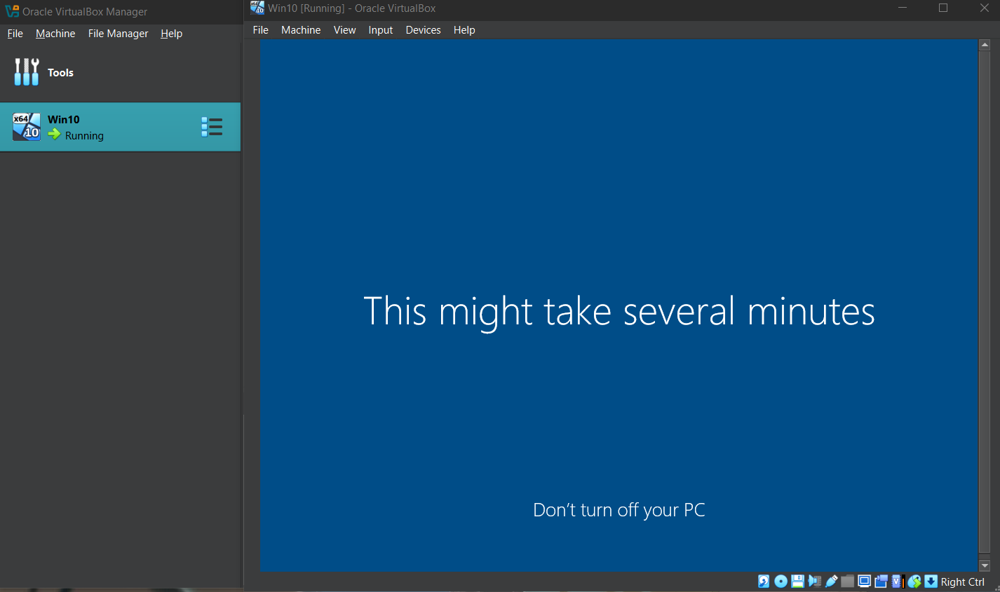 Oracle VirtualBox Manager
File Machine File Manager Help
Tools
x64
10
Win10
Running
Win10 [Running] - Oracle VirtualBox
File Machine View Input Devices Help
This might take several minutes
Don't turn off your PC
Right Ctrl